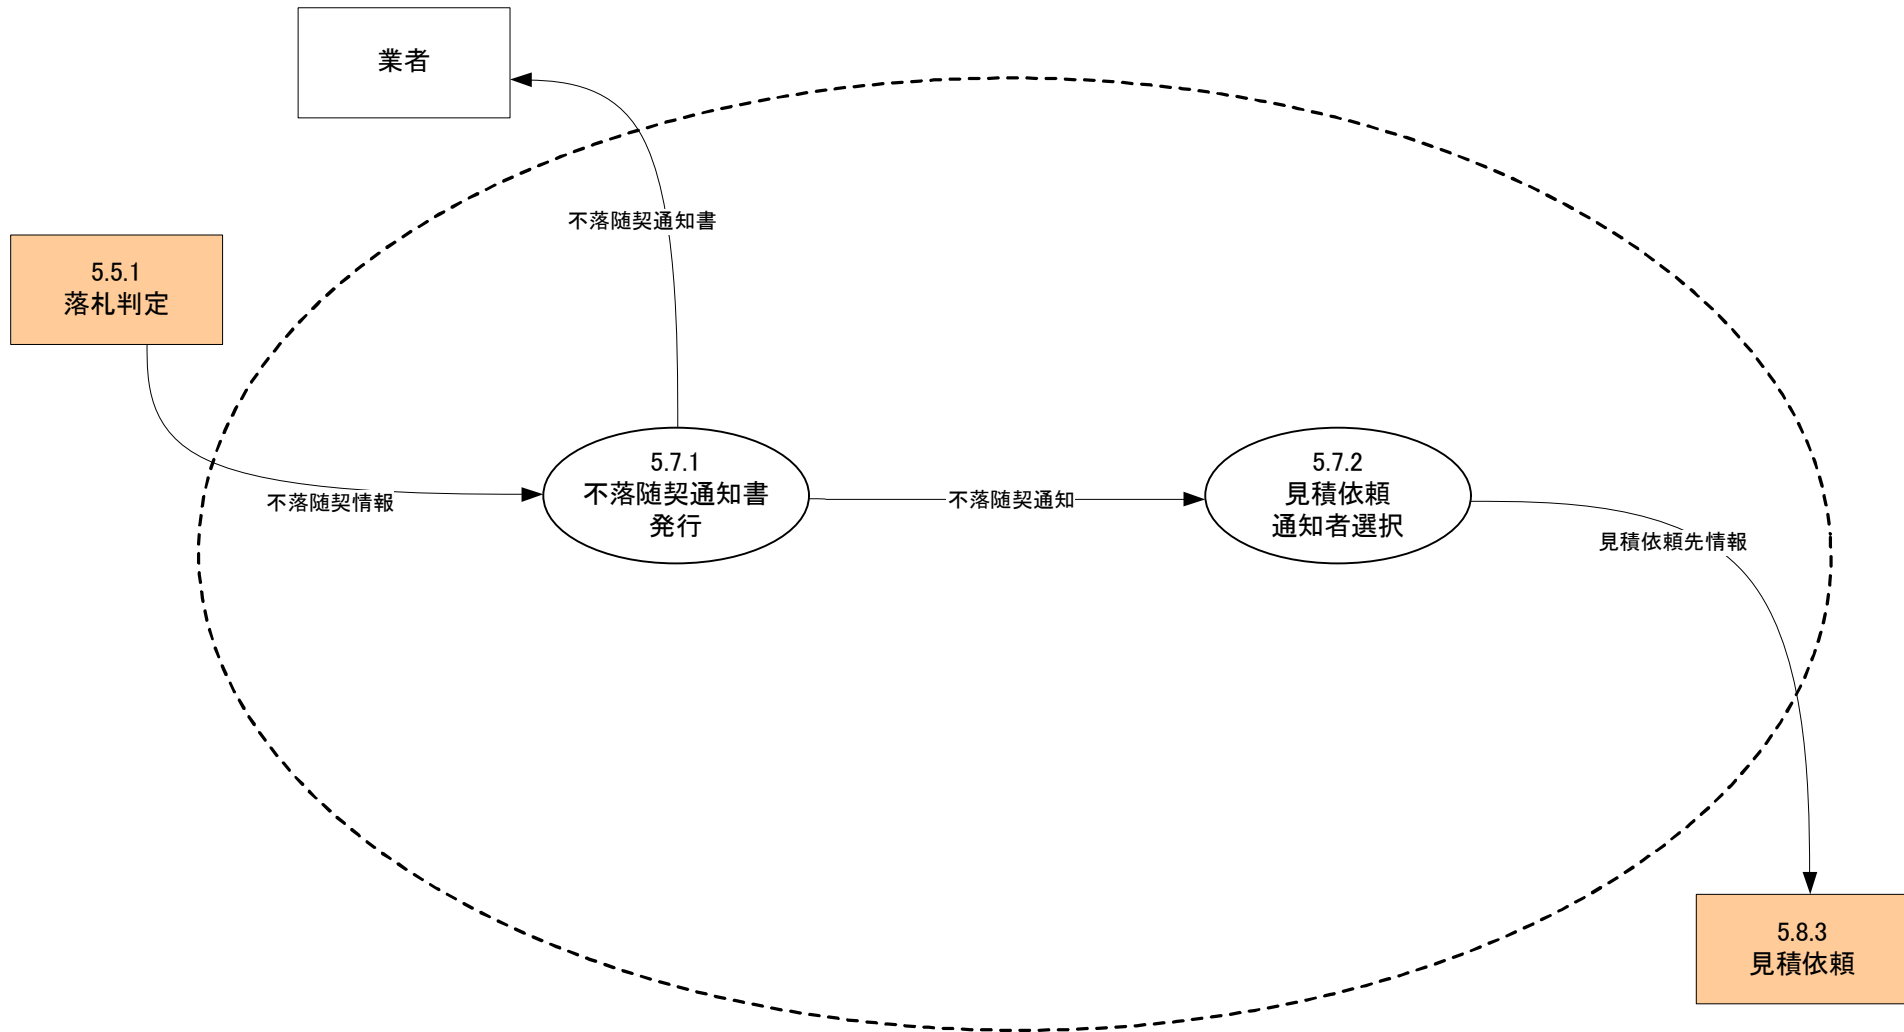 業者
不落随契通知書
5.5.1
落札判定
不落随契情報
5.7.1
不落随契通知書
発行
不落随契通知
5.7.2
見積依頼
通知者選択
見積依頼先情報
5.8.3
見積依頼